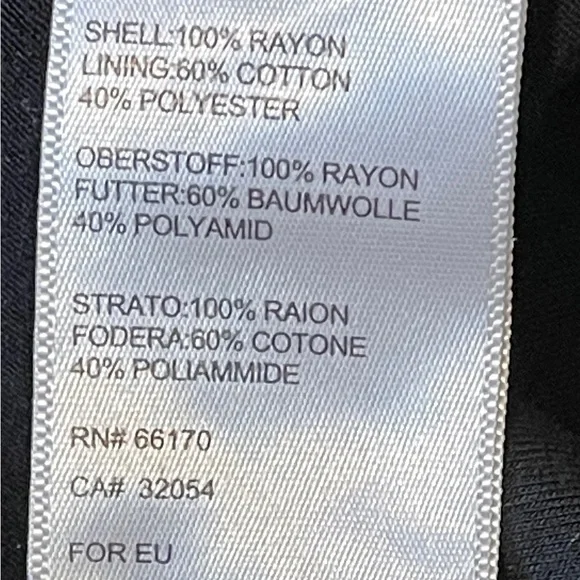 SHELL:100% RAYON
LINING:60% COTTON
40% POLYESTER
OBERSTOFF:100% RAYON
FUTTER:60% BAUMWOLLE
40% POLYAMID
STRATO:100% RAION
FODERA:60% COTONE
40% POLIAMMIDE
RN# 66170
CA# 32054
FOR EU